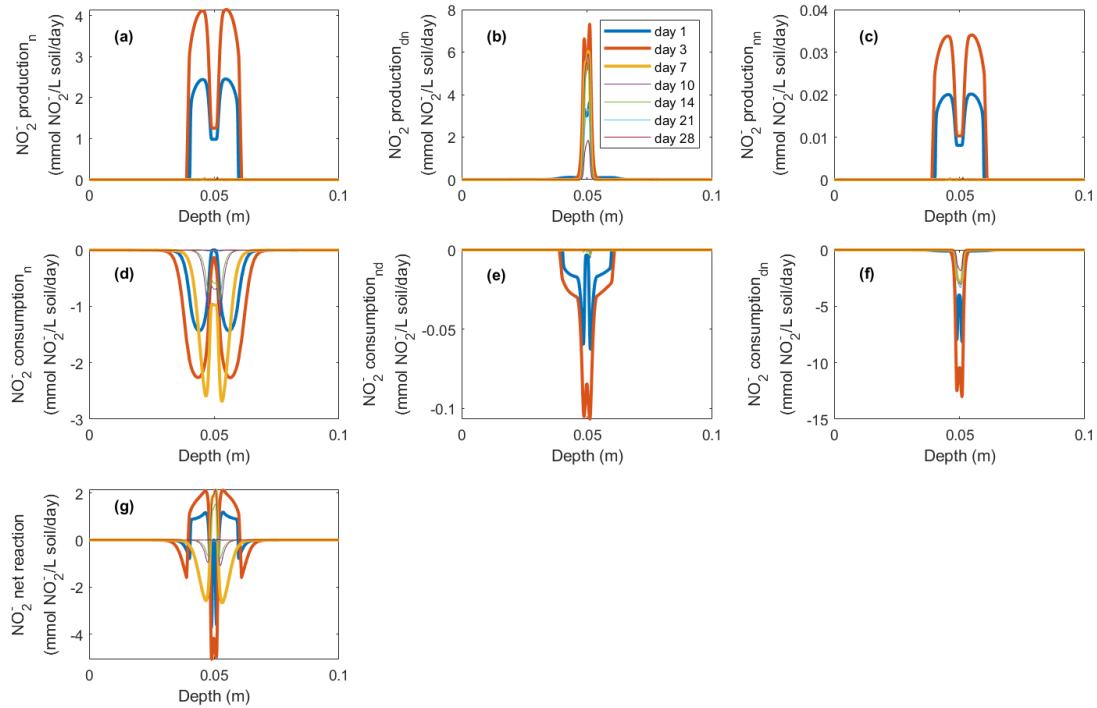 (a)
NO₂⁻ productionₙ
(mmol NO₂⁻/L soil/day)
4
3
2
1
0
0
0.05
0.1
Depth (m)
(b)
NO₂⁻ production_dn
(mmol NO₂⁻/L soil/day)
8
6
4
2
0
0
0.05
0.1
Depth (m)
day 1
day 3
day 7
day 10
day 14
day 21
day 28
(c)
NO₂⁻ production_nn
(mmol NO₂⁻/L soil/day)
0.04
0.03
0.02
0.01
0
0
0.05
0.1
Depth (m)
(d)
NO₂⁻ consumptionₙ
(mmol NO₂⁻/L soil/day)
0
-1
-2
-3
0
0.05
0.1
Depth (m)
(e)
NO₂⁻ consumption_nd
(mmol NO₂⁻/L soil/day)
0
-0.05
-0.1
0
0.05
0.1
Depth (m)
(f)
NO₂⁻ consumption_dn
(mmol NO₂⁻/L soil/day)
0
-5
-10
-15
0
0.05
0.1
Depth (m)
(g)
NO₂⁻ net reaction
(mmol NO₂⁻/L soil/day)
2
0
-2
-4
0
0.05
0.1
Depth (m)